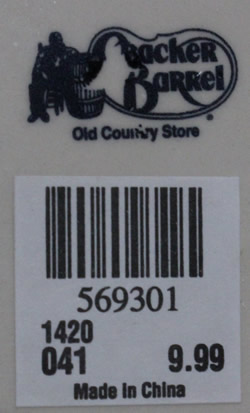 Cracker
Barrel
Old Country Store
569301
1420
041 9.99
Made in China